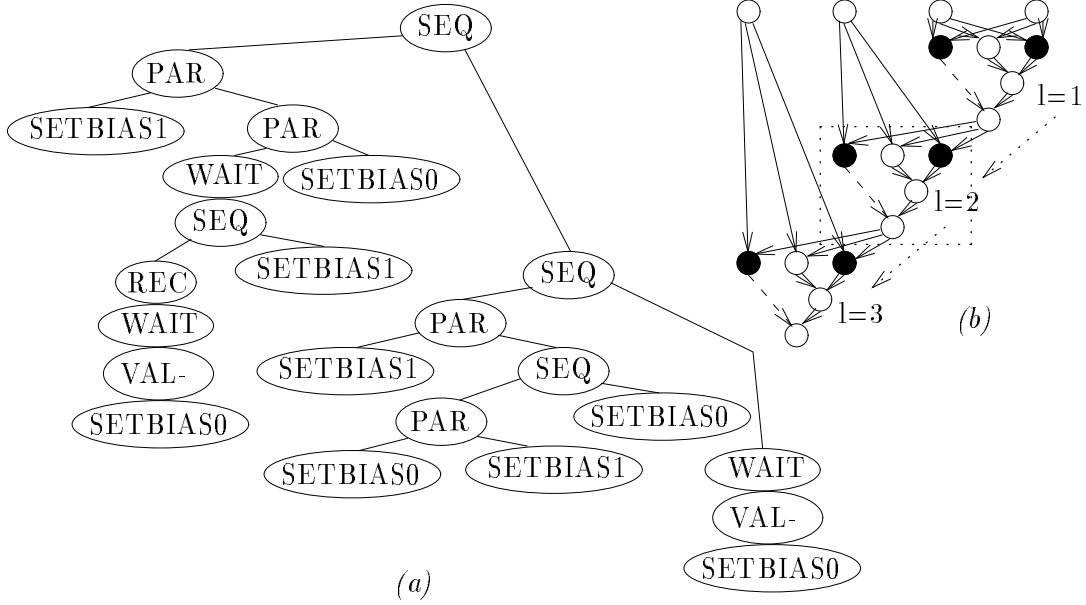 SEQ
PAR
SETBIAS1
PAR
WAIT
SETBIAS0
SEQ
REC
SETBIAS1
WAIT
VAL-
SETBIAS0
SEQ
PAR
SETBIAS1
SEQ
PAR
SETBIAS0
SETBIAS0
SETBIAS1
WAIT
VAL-
SETBIAS0
(a)
l=1
l=2
l=3
(b)